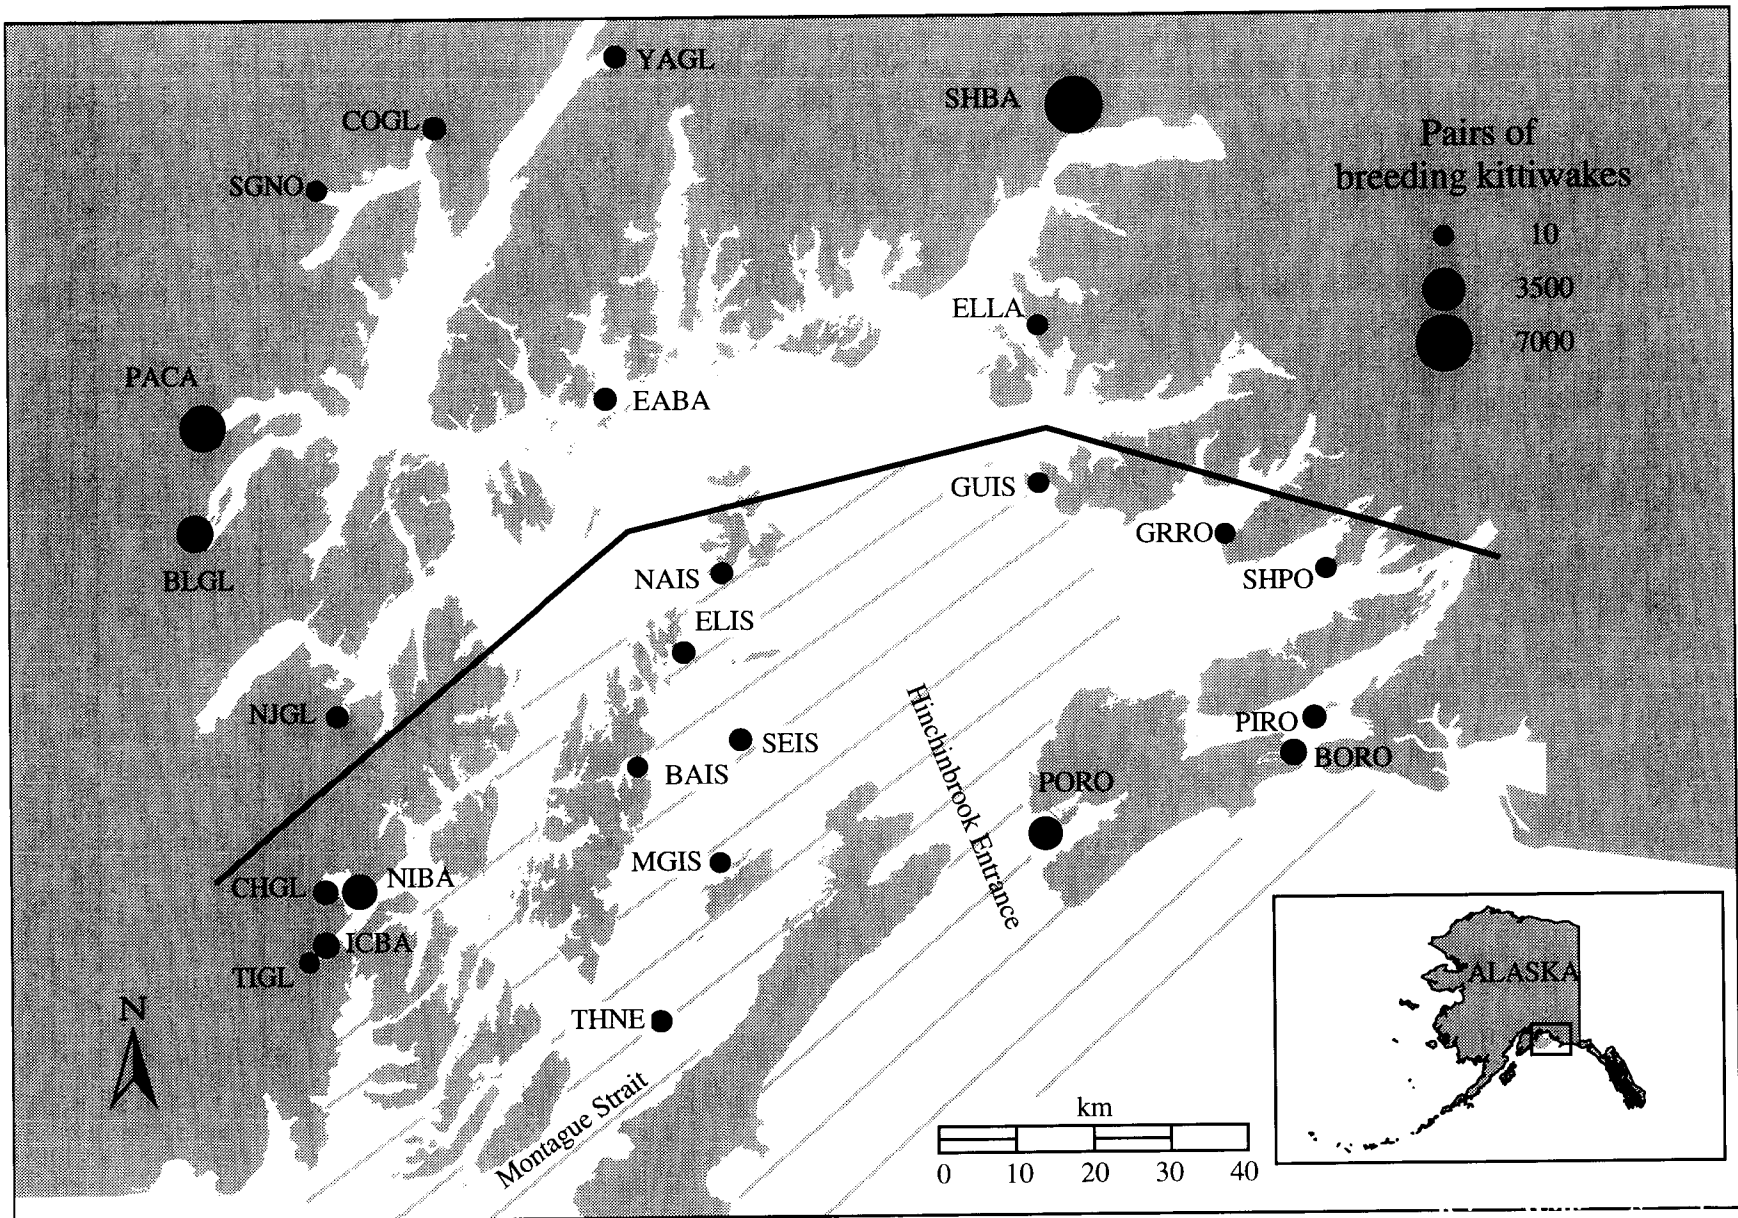 YAGL
SHBA
COGL
SGNO
Pairs of
breeding kittiwakes
10
3500
7000
ELLA
PACA
EABA
GUIS
GRRO
SHPO
BLGL
NAIS
ELIS
NJGL
SEIS
BAIS
PIRO
BORO
PORO
Hinchinbrook Entrance
MGIS
CHGL
NIBA
ICBA
TIGL
THNE
N
Montague Strait
km
0 10 20 30 40
ALASKA